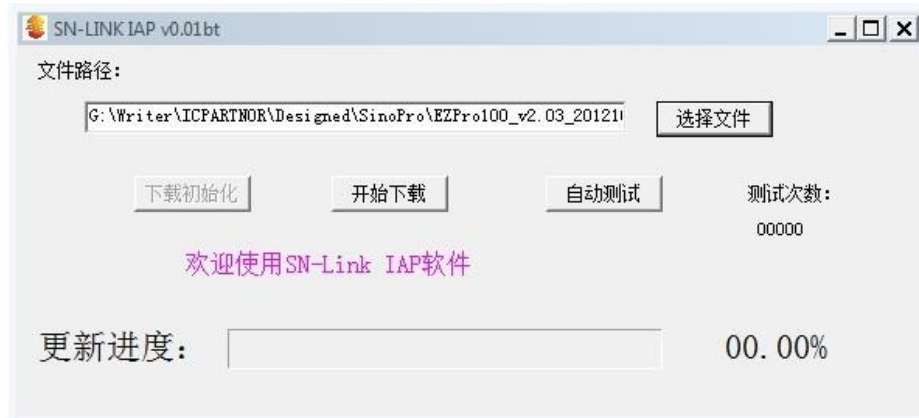 SN-LINK IAP v0.01bt
文件路径：
G:\Writer\ICPARTNOR\Designed\SinoPro\EZPro100_v2.03_20121
选择文件
下载初始化
开始下载
自动测试
测试次数：
00000
欢迎使用SN-Link IAP软件
更新进度：
00.00%